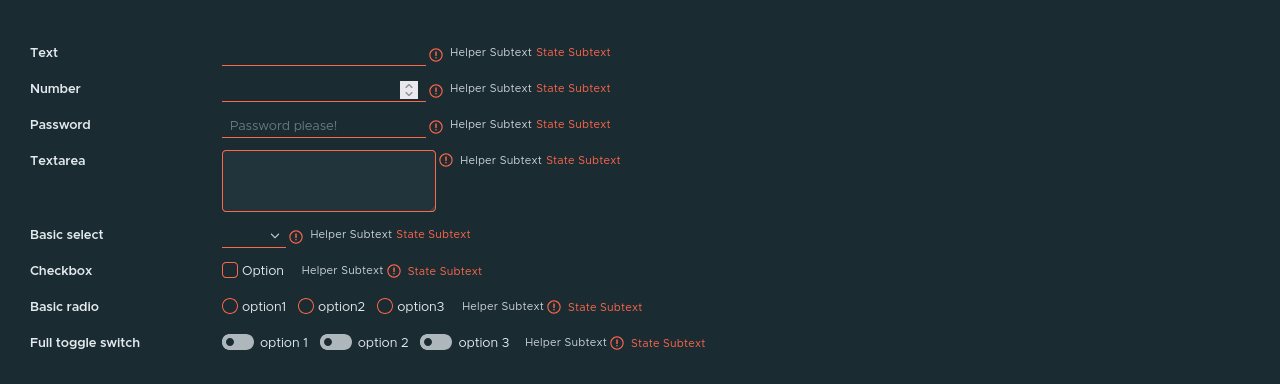 Text Helper Subtext State Subtext
Number Helper Subtext State Subtext
Password Password please! Helper Subtext State Subtext
Textarea Helper Subtext State Subtext
Basic select Helper Subtext State Subtext
Checkbox Option Helper Subtext State Subtext
Basic radio option1 option2 option3 Helper Subtext State Subtext
Full toggle switch option 1 option 2 option 3 Helper Subtext State Subtext